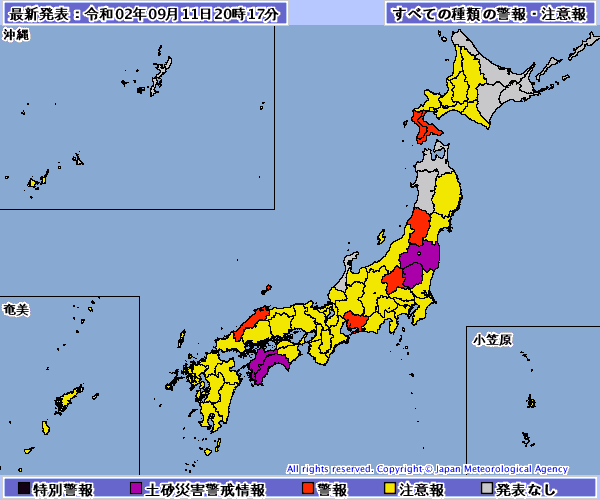 最新発表：令和02年09月11日20時17分
すべての種類の警報・注意報
沖縄
奄美
小笠原
All rights reserved. Copyright © Japan Meteorological Agency
特別警報 土砂災害警戒情報 警報 注意報 発表なし